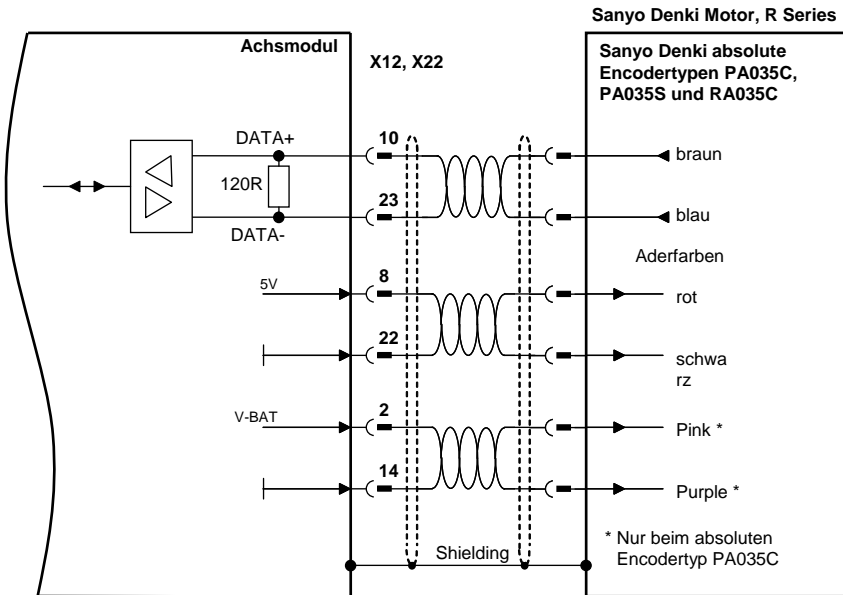 Sanyo Denki Motor, R Series
Achsmodul
X12, X22
Sanyo Denki absolute
Encodertypen PA035C,
PA035S und RA035C
DATA+
10
braun
120R
23
blau
DATA-
Aderfarben
5V
8
rot
22
schwa
rz
V-BAT
2
Pink *
14
Purple *
* Nur beim absoluten
Encodertyp PA035C
Shielding